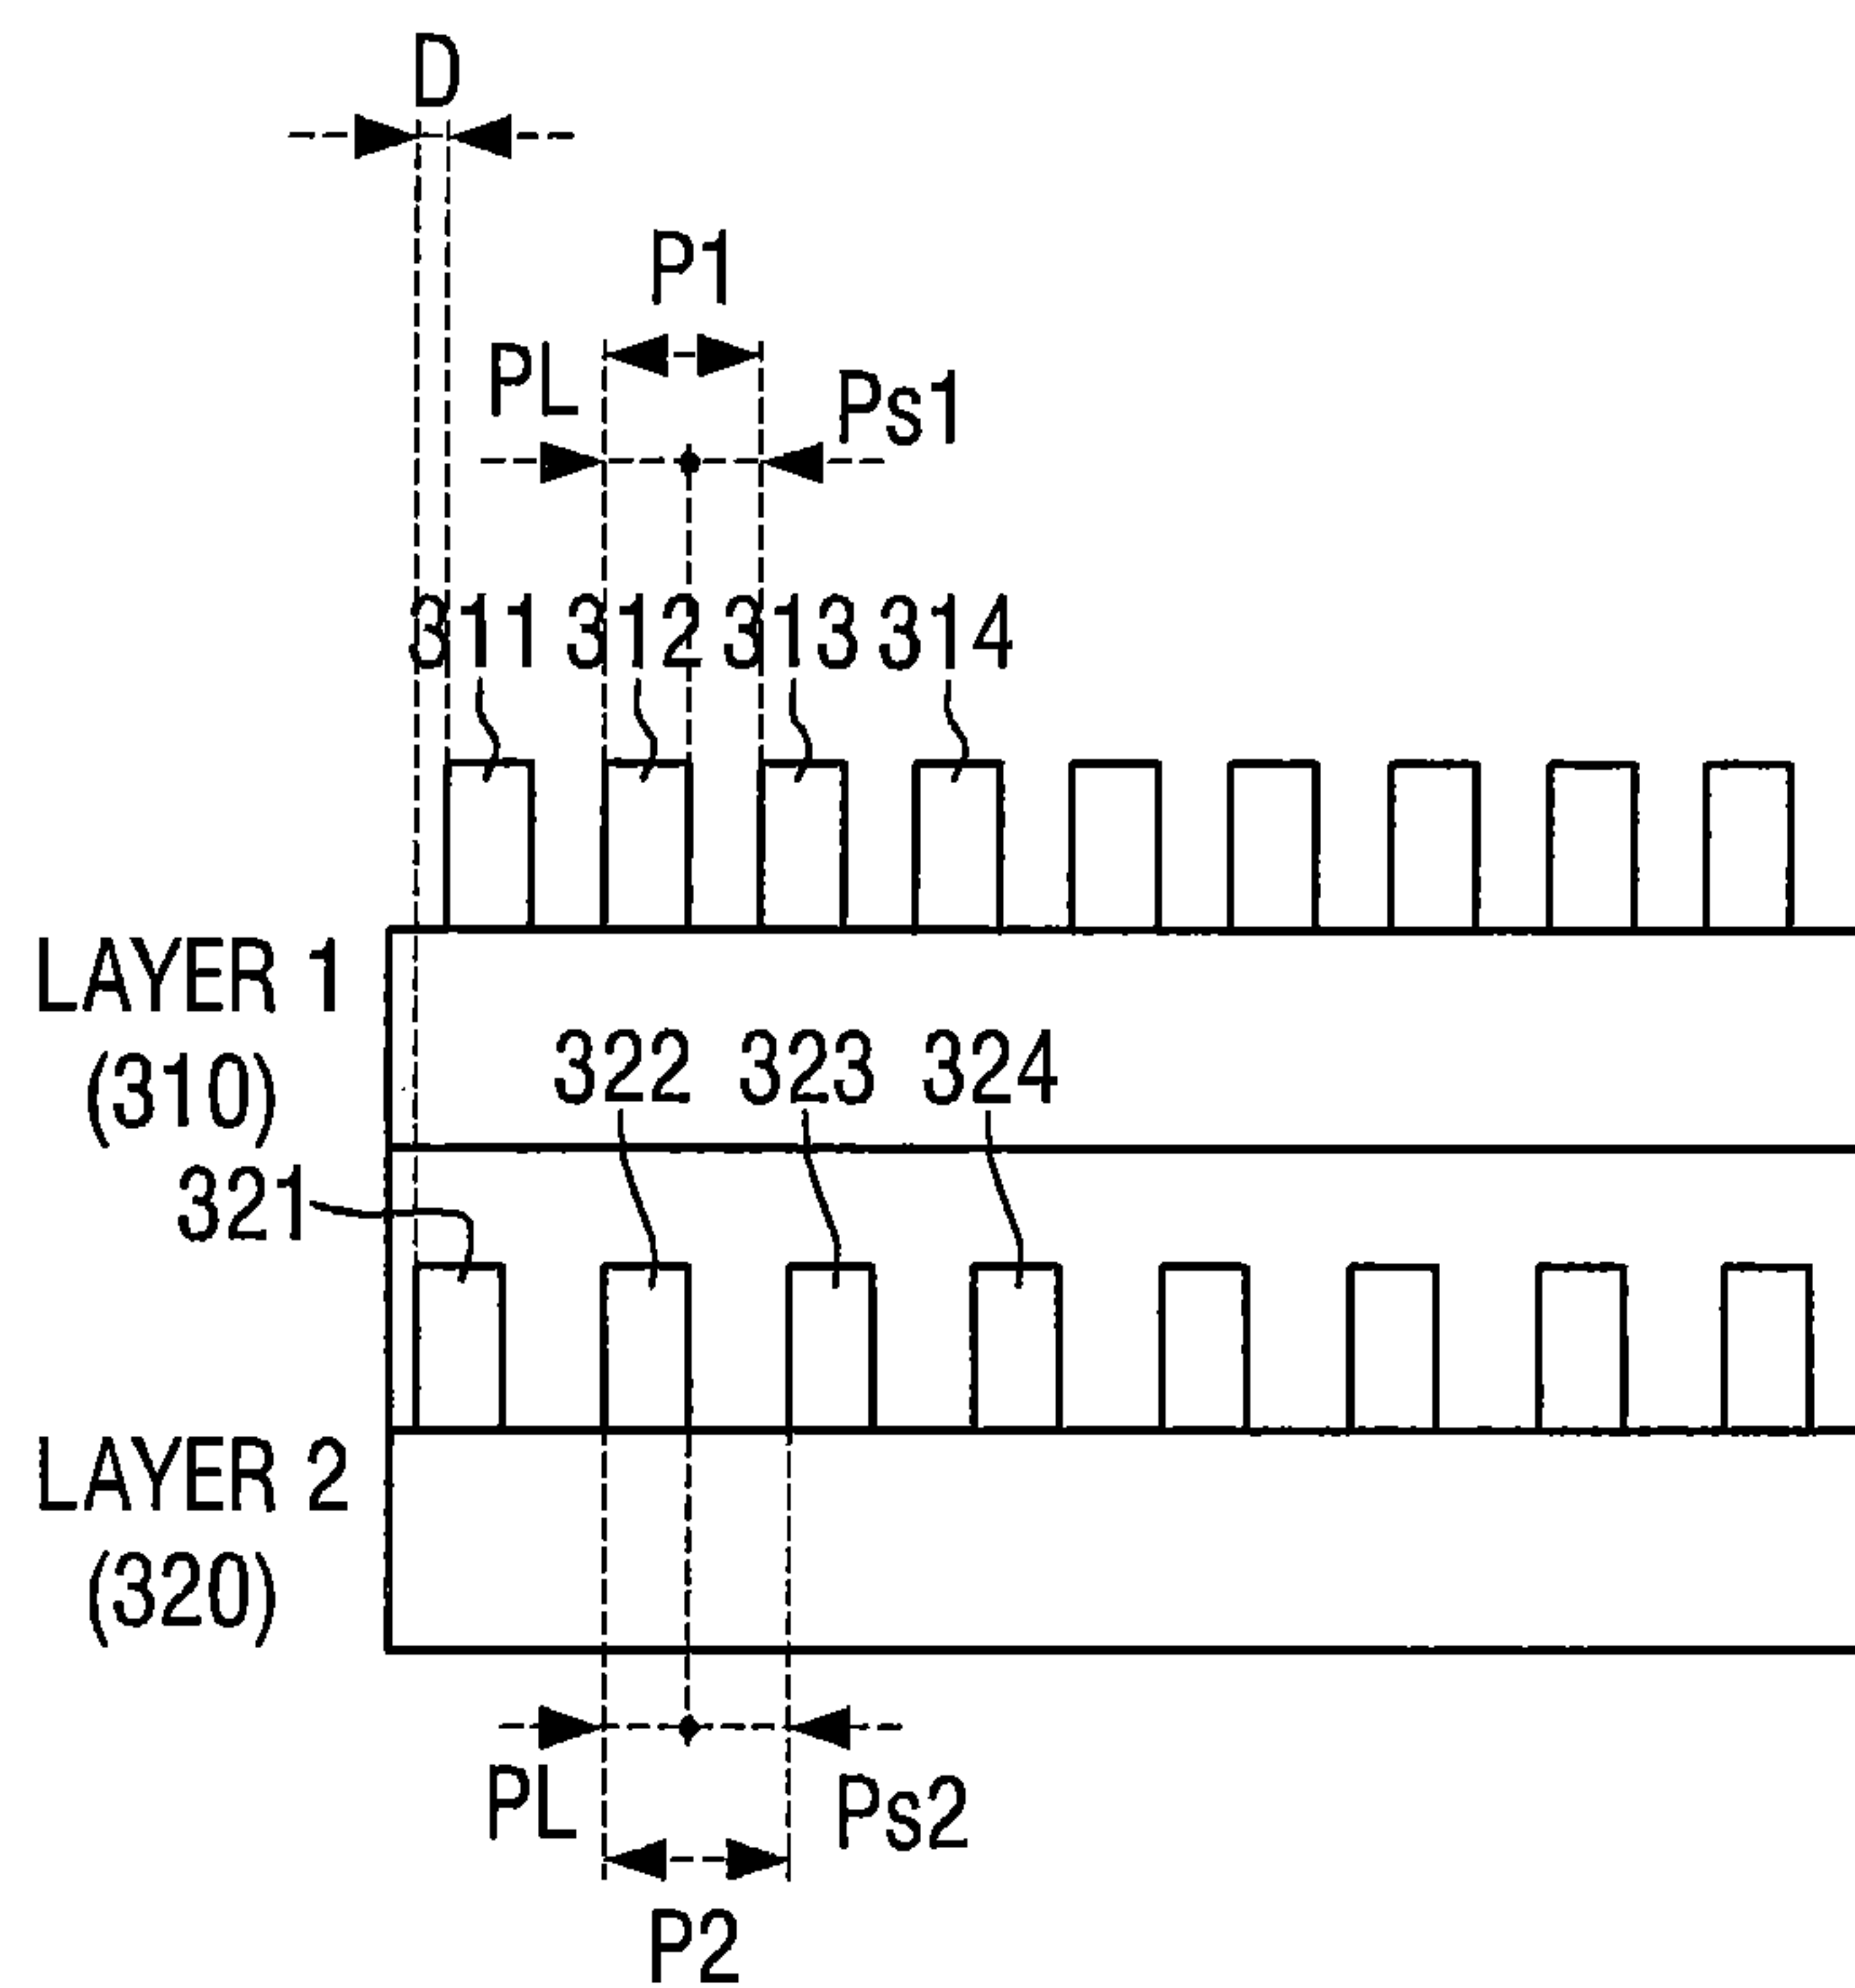 D
P1
PL
Ps1
311 312 313 314
LAYER 1
(310)
322 323 324
321
LAYER 2
(320)
PL
Ps2
P2